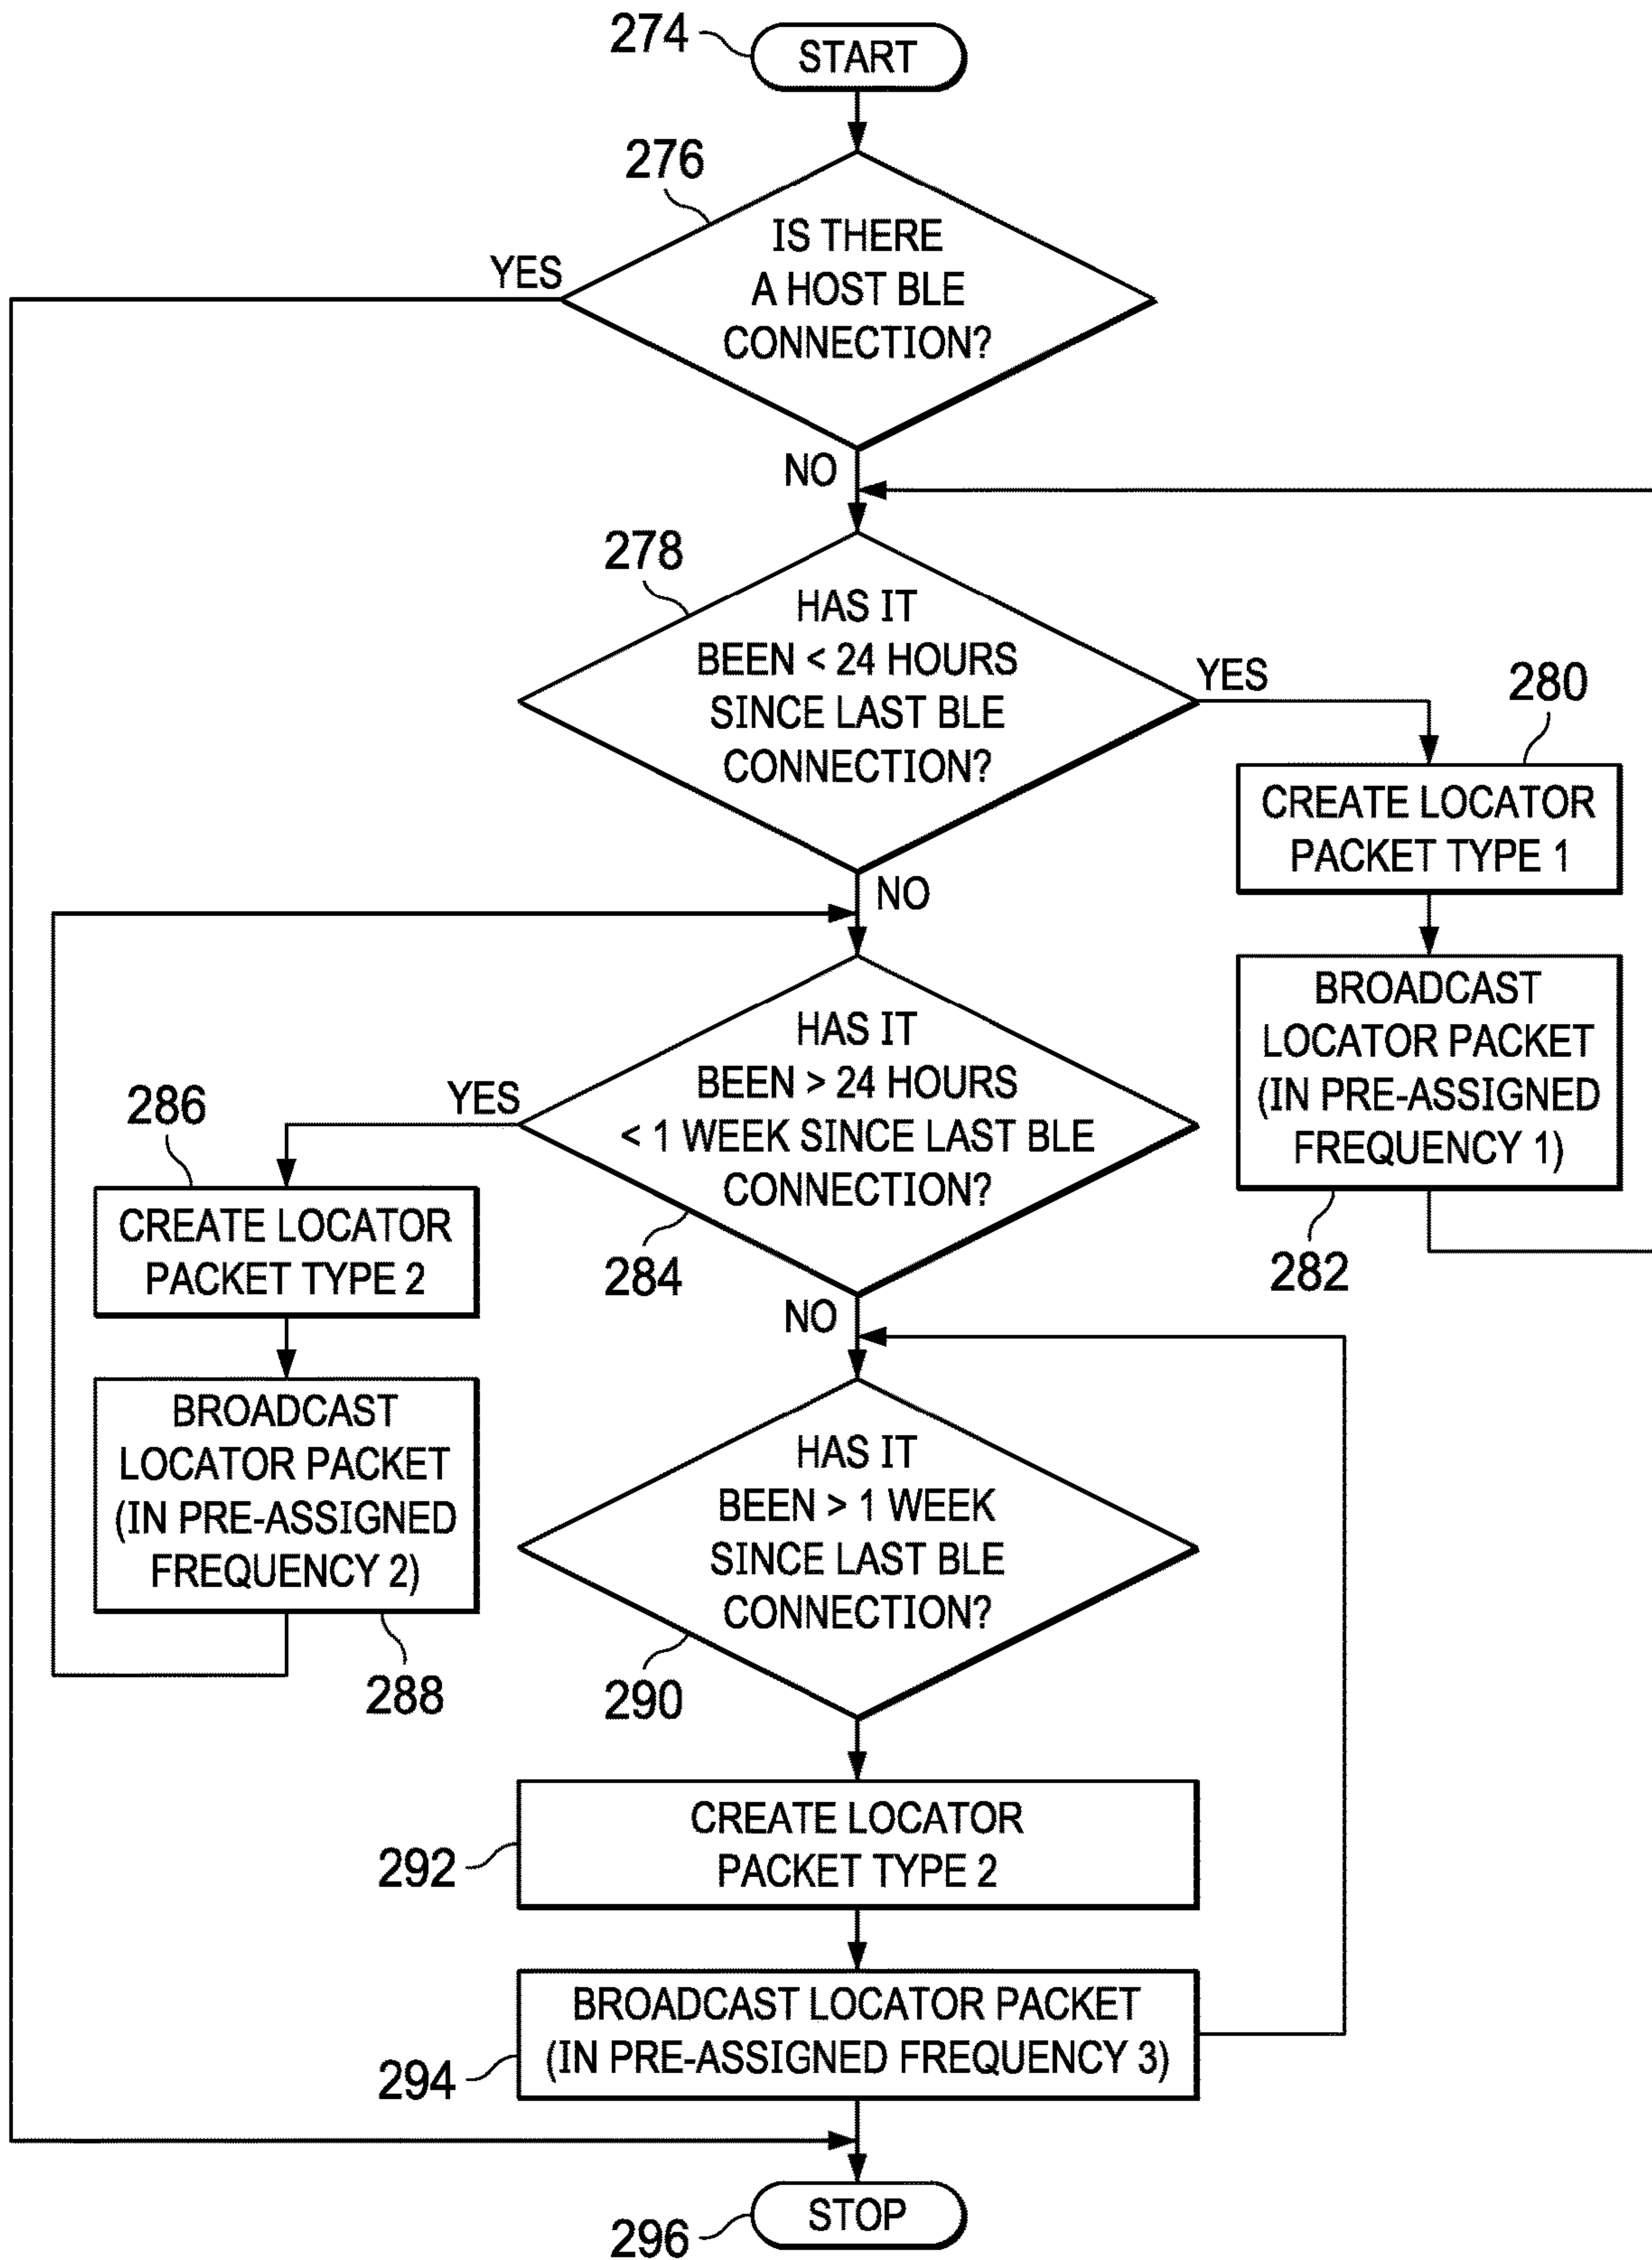 274
START
276
IS THERE
A HOST BLE
CONNECTION?
YES
NO
278
HAS IT
BEEN < 24 HOURS
SINCE LAST BLE
CONNECTION?
YES
280
CREATE LOCATOR
PACKET TYPE 1
NO
BROADCAST
LOCATOR PACKET
(IN PRE-ASSIGNED
FREQUENCY 1)
282
HAS IT
BEEN > 24 HOURS
< 1 WEEK SINCE LAST BLE
CONNECTION?
284
YES
286
CREATE LOCATOR
PACKET TYPE 2
BROADCAST
LOCATOR PACKET
(IN PRE-ASSIGNED
FREQUENCY 2)
288
NO
HAS IT
BEEN > 1 WEEK
SINCE LAST BLE
CONNECTION?
290
CREATE LOCATOR
PACKET TYPE 2
292
BROADCAST LOCATOR PACKET
(IN PRE-ASSIGNED FREQUENCY 3)
294
STOP
296